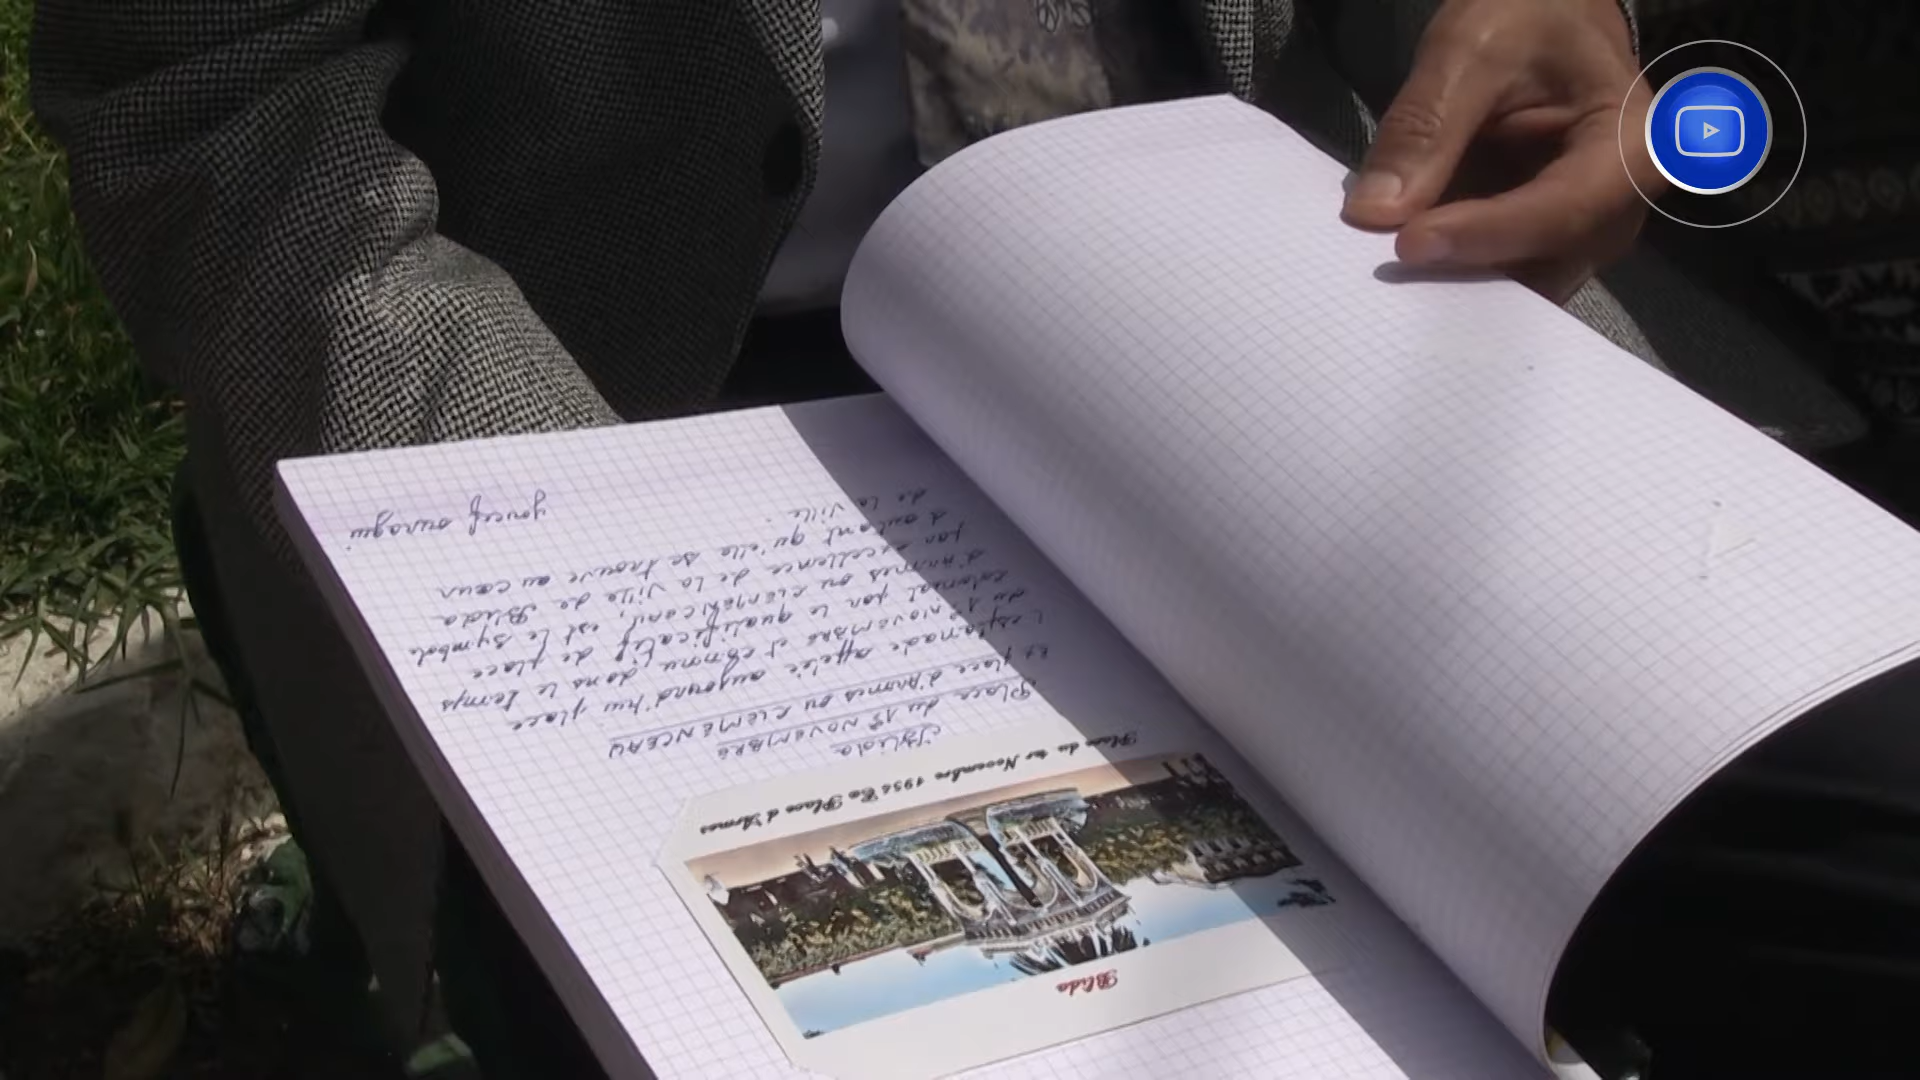 Blida
Place du 1er Novembre 1954 Ex Place d'Armes
Blida
Place du 1er NOVEMBRE
Ex place d'Armes ou CLEMENCEAU
L'esplanade appelée aujourd'hui place
du 1er NOVEMBRE et connu dans le temps
colonial par le qualificatif de place
d'Armes ou CLEMENCEAU, est le symbole
par excellence de la ville de Blida
d'autant qu'elle se trouve au cœur
de la ville.
youcef ouragui